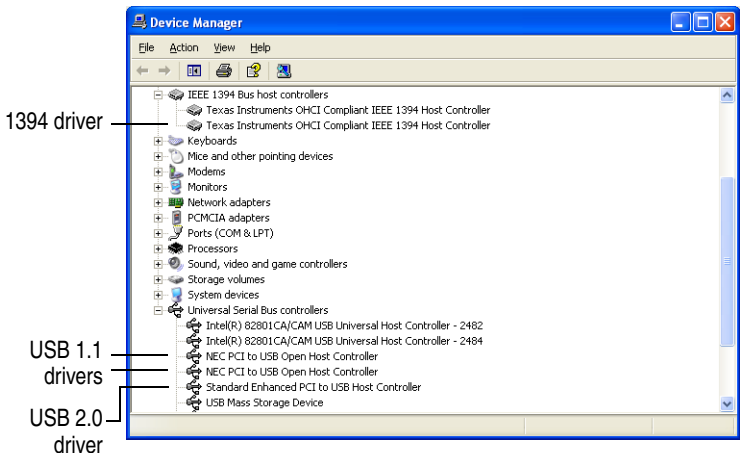 Device Manager
File Action View Help
IEEE 1394 Bus host controllers
Texas Instruments OHCI Compliant IEEE 1394 Host Controller
1394 driver
Texas Instruments OHCI Compliant IEEE 1394 Host Controller
Keyboards
Mice and other pointing devices
Modems
Monitors
Network adapters
PCMCIA adapters
Ports (COM & LPT)
Processors
Sound, video and game controllers
Storage volumes
System devices
Universal Serial Bus controllers
Intel(R) 82801CA/CAM USB Universal Host Controller - 2482
Intel(R) 82801CA/CAM USB Universal Host Controller - 2484
USB 1.1
drivers
NEC PCI to USB Open Host Controller
NEC PCI to USB Open Host Controller
Standard Enhanced PCI to USB Host Controller
USB Mass Storage Device
USB 2.0
driver